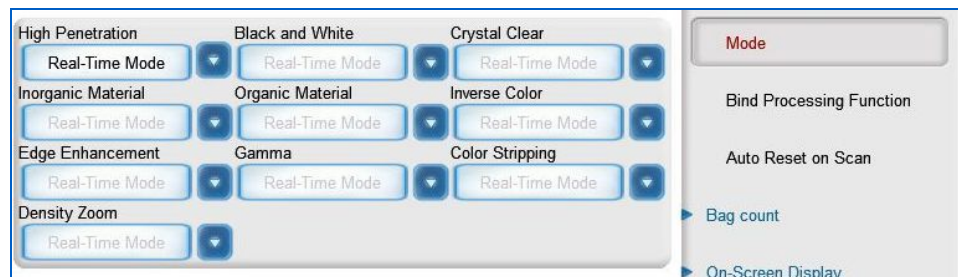 High Penetration Black and White Crystal Clear
Real-Time Mode Real-Time Mode Real-Time Mode
Inorganic Material Organic Material Inverse Color
Real-Time Mode Real-Time Mode Real-Time Mode
Edge Enhancement Gamma Color Stripping
Real-Time Mode Real-Time Mode Real-Time Mode
Density Zoom
Real-Time Mode
Mode
Bind Processing Function
Auto Reset on Scan
Bag count
On-Screen Display